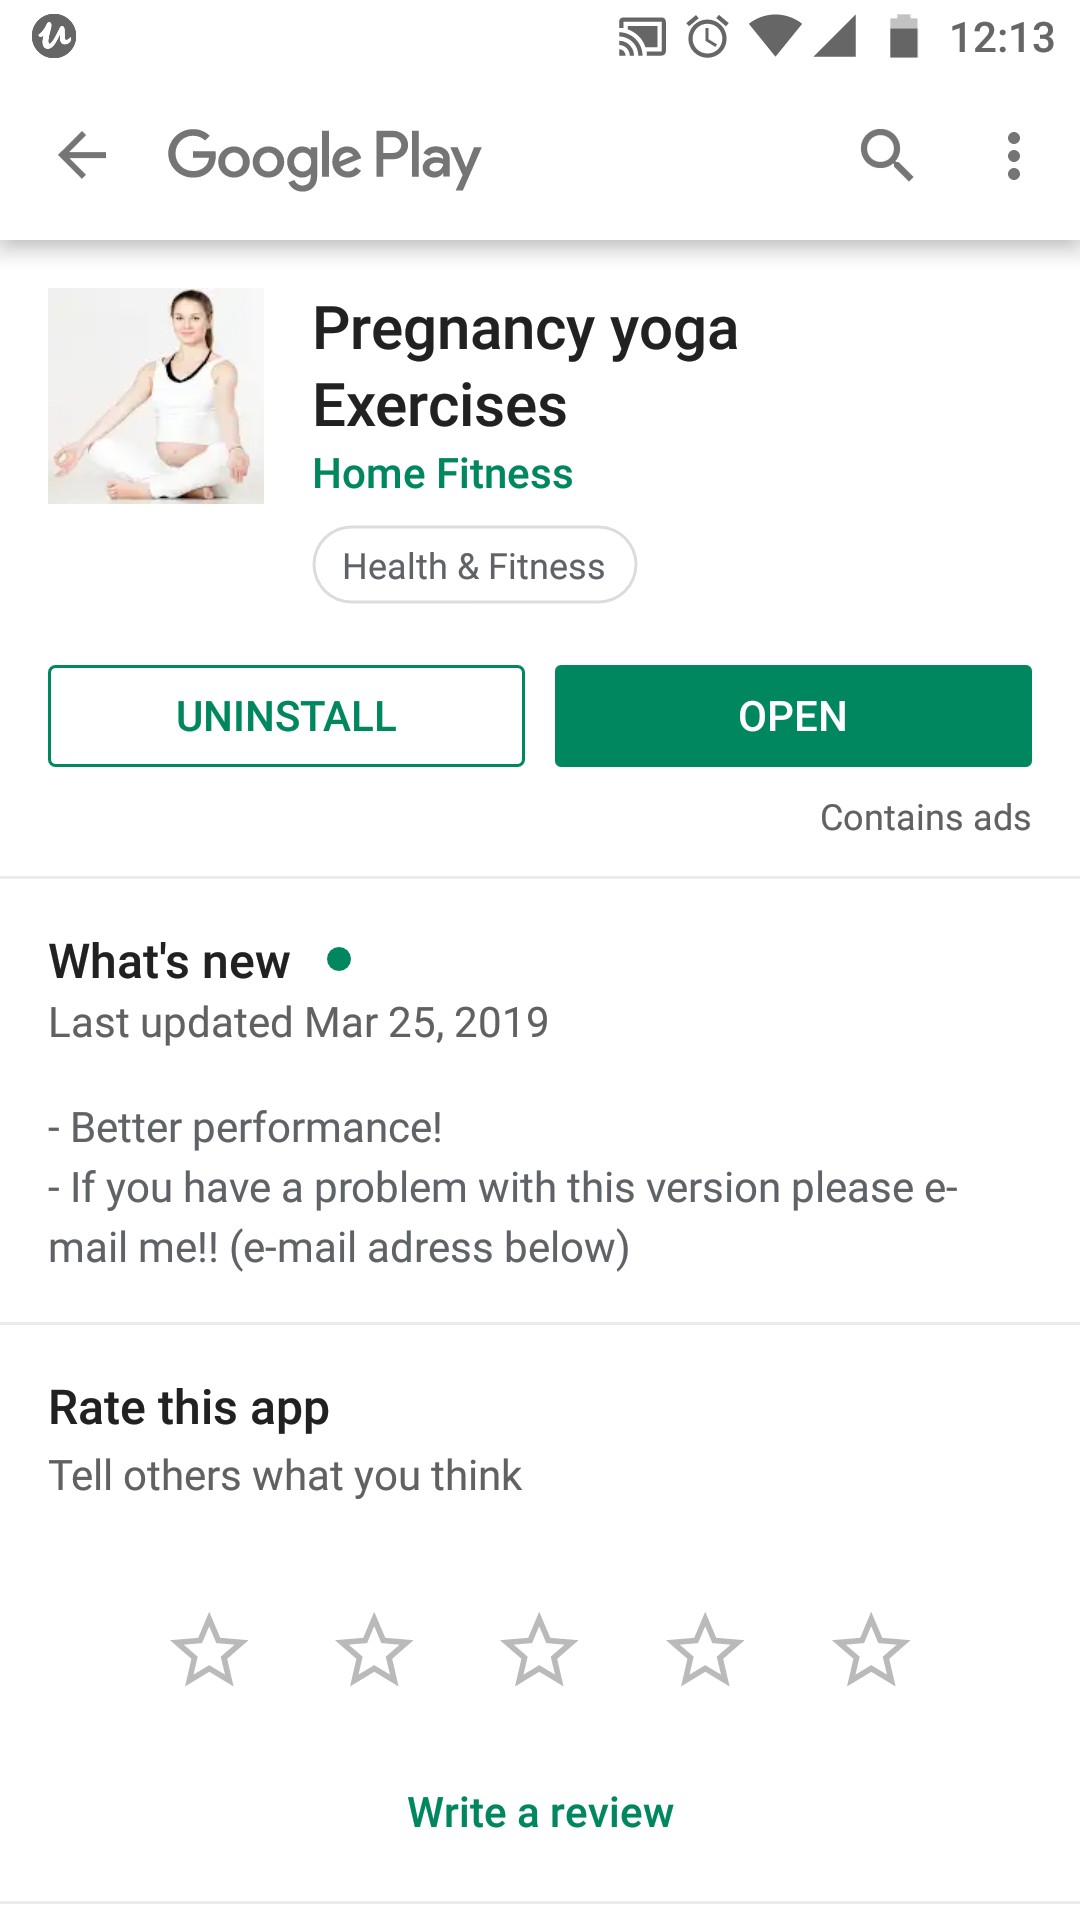 12:13
Google Play
Pregnancy yoga
Exercises
Home Fitness
Health & Fitness
UNINSTALL
OPEN
Contains ads
What's new
Last updated Mar 25, 2019
- Better performance!
- If you have a problem with this version please e-
mail me!! (e-mail adress below)
Rate this app
Tell others what you think
Write a review